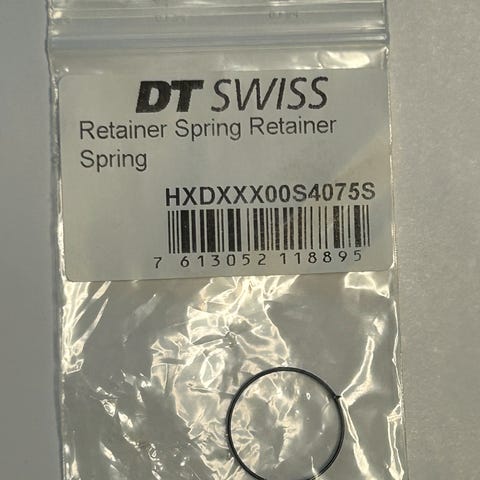 DT SWISS
Retainer Spring Retainer
Spring
HXDXXX00S4075S
7 613052 118895